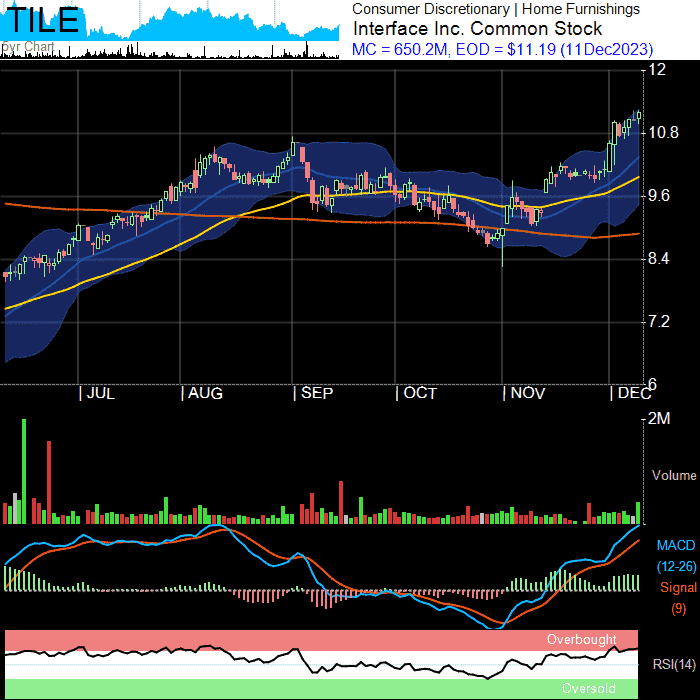 TILE
5yr Chart
Consumer Discretionary | Home Furnishings
Interface Inc. Common Stock
MC = 650.2M, EOD = $11.19 (11Dec2023)
12
10.8
9.6
8.4
7.2
6
| JUL | AUG | SEP | OCT | NOV | DEC
2M
Volume
MACD
(12-26)
Signal
(9)
Overbought
RSI(14)
Oversold